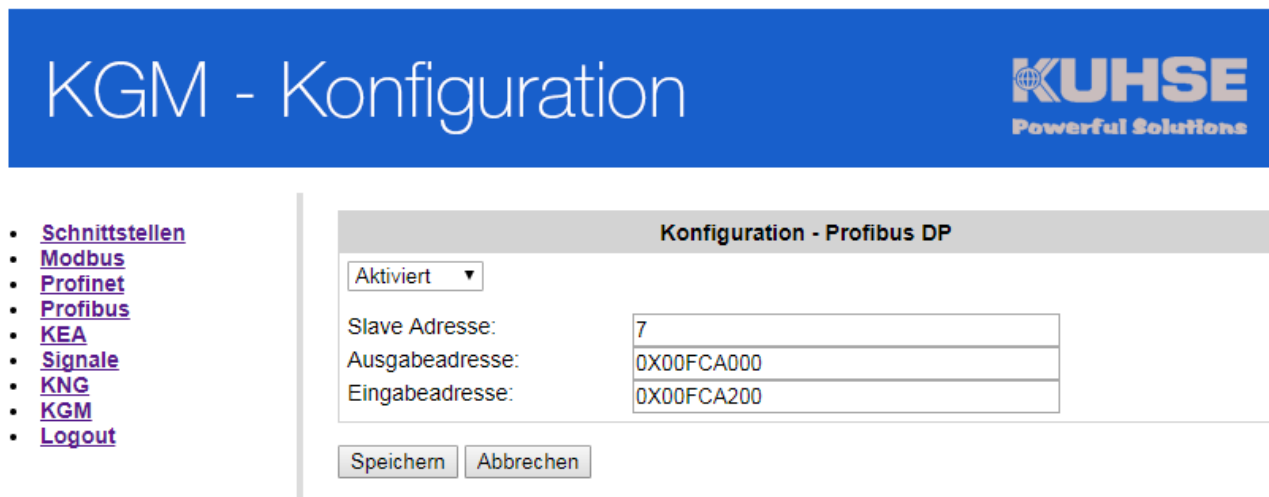 KGM - Konfiguration
KUHSE
Powerful Solutions
Schnittstellen
Modbus
Profinet
Profibus
KEA
Signale
KNG
KGM
Logout
Konfiguration - Profibus DP
Aktiviert
Slave Adresse: 7
Ausgabeadresse: 0X00FCA000
Eingabeadresse: 0X00FCA200
Speichern Abbrechen